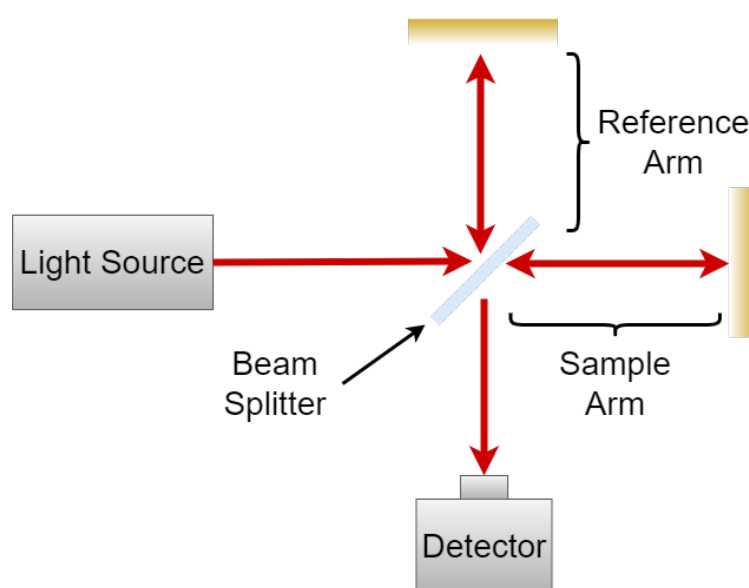 Reference
Arm
Light Source
Beam
Splitter
Sample
Arm
Detector